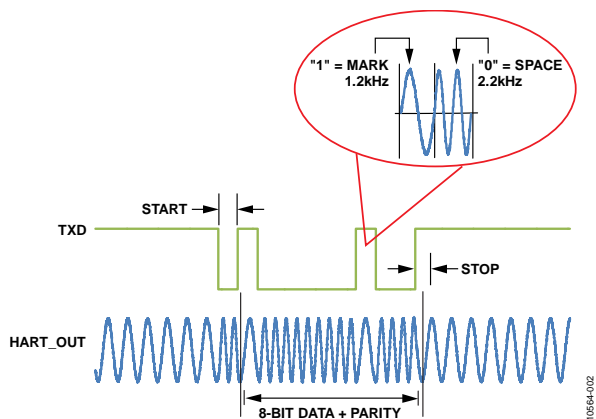 "1" = MARK
1.2kHz
"0" = SPACE
2.2kHz
START
TXD
STOP
HART_OUT
8-BIT DATA + PARITY
10564-002